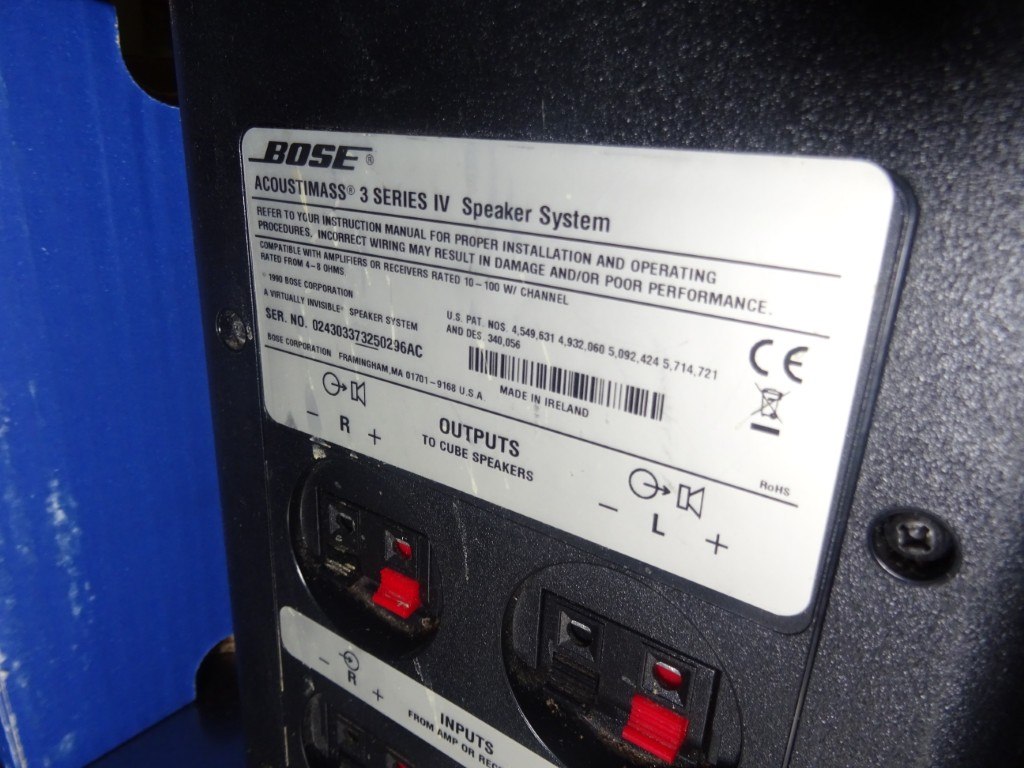 BOSE®
ACOUSTIMASS® 3 SERIES IV Speaker System
REFER TO YOUR INSTRUCTION MANUAL FOR PROPER INSTALLATION AND OPERATING
PROCEDURES. INCORRECT WIRING MAY RESULT IN DAMAGE AND/OR POOR PERFORMANCE.
COMPATIBLE WITH AMPLIFIERS OR RECEIVERS RATED 10-100 W/ CHANNEL
RATED FROM 4-8 OHMS
1990 BOSE CORPORATION
A VIRTUALLY INVISIBLE® SPEAKER SYSTEM
SER. NO. 024303373250296AC
U.S. PAT. NOS. 4,549,631 4,932,060 5,092,424 5,714,721
AND DES. 340,056
CE
BOSE CORPORATION FRAMINGHAM, MA 01701-9168 U.S.A
MADE IN IRELAND
RoHS
- R +
OUTPUTS
TO CUBE SPEAKERS
- L +
- R +
INPUTS
FROM AMP OR